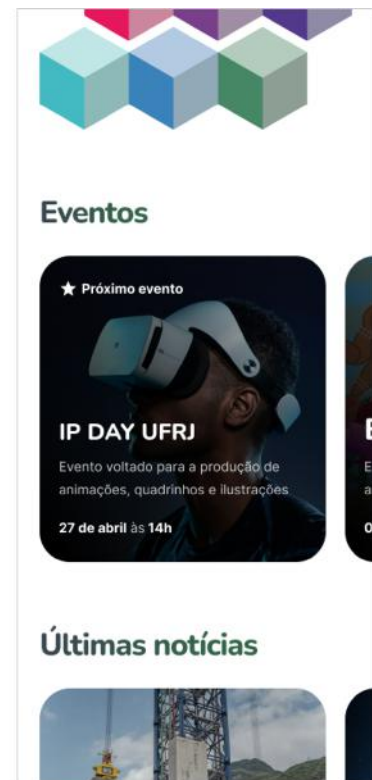 Eventos
Próximo evento
IP DAY UFRJ
Evento voltado para a produção de
animações, quadrinhos e ilustrações
27 de abril às 14h
E
E
a
0
Últimas notícias